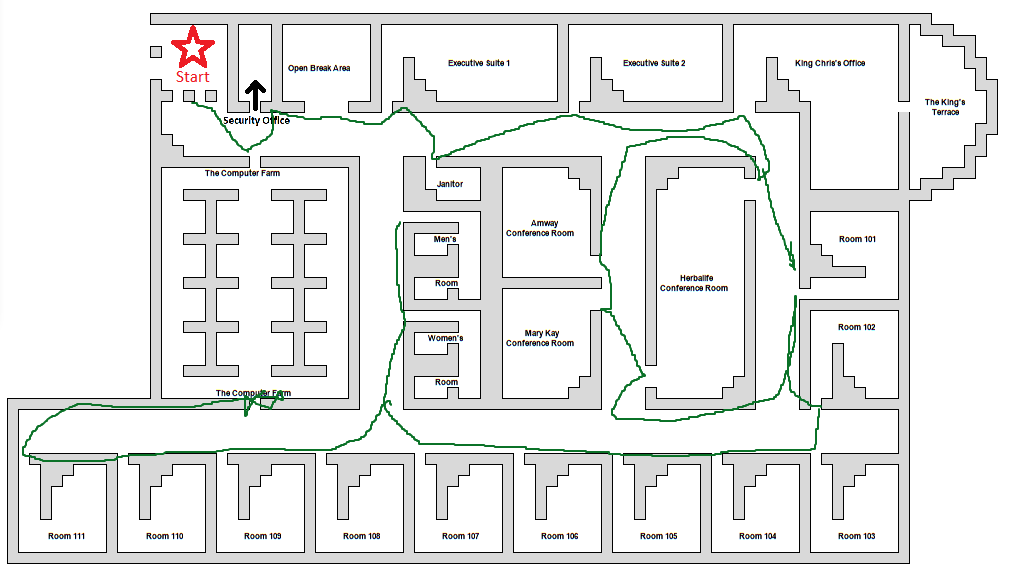 Start
Security Office
Open Break Area
Executive Suite 1
Executive Suite 2
King Chris's Office
The King's
Terrace
The Computer Farm
Janitor
Men's
Room
Women's
Room
Amway
Conference Room
Mary Kay
Conference Room
Herbalife
Conference Room
Room 101
Room 102
The Computer Farm
Room 111
Room 110
Room 109
Room 108
Room 107
Room 106
Room 105
Room 104
Room 103